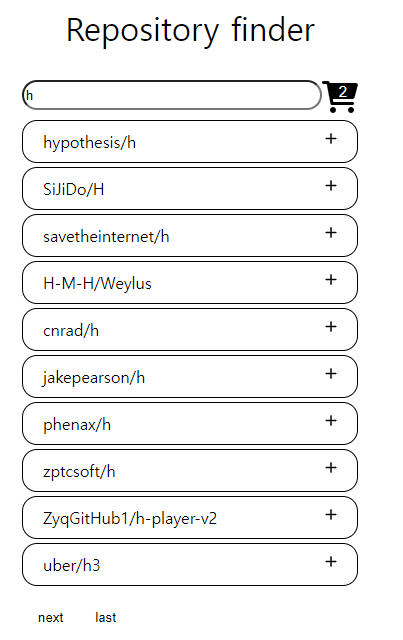 Repository finder
h
2
hypothesis/h +
SiJiDo/H +
savetheinternet/h +
H-M-H/Weylus +
cnrad/h +
jakepearson/h +
phenax/h +
zptcsoft/h +
ZyqGitHub1/h-player-v2 +
uber/h3 +
next last